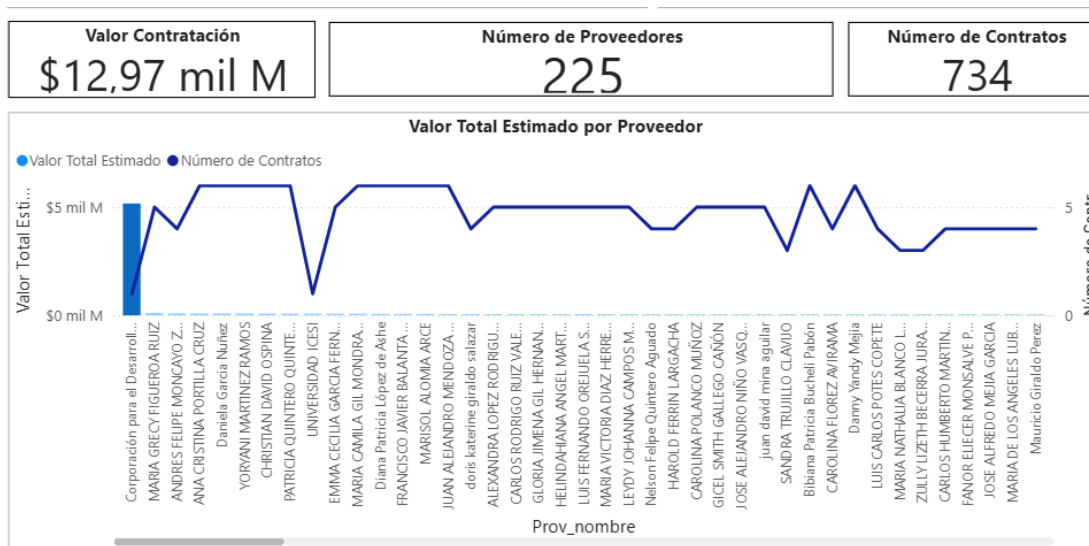 Valor Contratación
$12,97 mil M
Número de Proveedores
225
Número de Contratos
734
Valor Total Estimado por Proveedor
Valor Total Estimado
Número de Contratos
Valor Total Esti...
$5 mil M
$0 mil M
5
0
Número de Contr...
Corporación para el Desarroll...
MARIA GRECY FIGUEROA RUIZ
ANDRES FELIPE MONCAYO Z...
ANA CRISTINA PORTILLA CRUZ
Daniela Garcia Nuñez
YORYANI MARTINEZ RAMOS
CHRISTIAN DAVID OSPINA
PATRICIA QUINTERO QUINTE...
UNIVERSIDAD ICESI
EMMA CECILIA GARCIA FERN...
MARIA CAMILA GIL MONDRA...
Diana Patricia López de Ashe
FRANCISCO JAVIER BALANTA...
MARISOL ALOMIA ARCE
JUAN ALEJANDRO MENDOZA...
doris katerine giraldo salazar
ALEXANDRA LOPEZ RODRIGU...
CARLOS RODRIGO RUIZ VALE...
GLORIA JIMENA GIL HERNAN...
HELINDAHIANA ANGEL MART...
LUIS FERNANDO OREJUELA S...
MARIA VICTORIA DIAZ HERRE...
LEYDY JOHANNA CAMPOS M...
Nelson Felipe Quintero Aguado
HAROLD FERRIN LARGACHA
CAROLINA POLANCO MUÑOZ
GICEL SMITH GALLEGO CAÑÓN
JOSE ALEJANDRO NIÑO VASQ...
juan david mina aguilar
SANDRA TRUJILLO CLAVIJO
Bibiana Patricia Bucheli Pabón
CAROLINA FLOREZ AVIRAMA
Danny Yandy Mejia
LUIS CARLOS POTES COPETE
MARIA NATHALIA BLANCO L...
ZULLY LIZETH BECERRA JURA...
CARLOS HUMBERTO MARTIN...
FANOR ELIECER MONSALVE P...
JOSE ALFREDO MEJIA GARCIA
MARIA DE LOS ANGELES LUB...
Mauricio Giraldo Perez
Prov_nombre